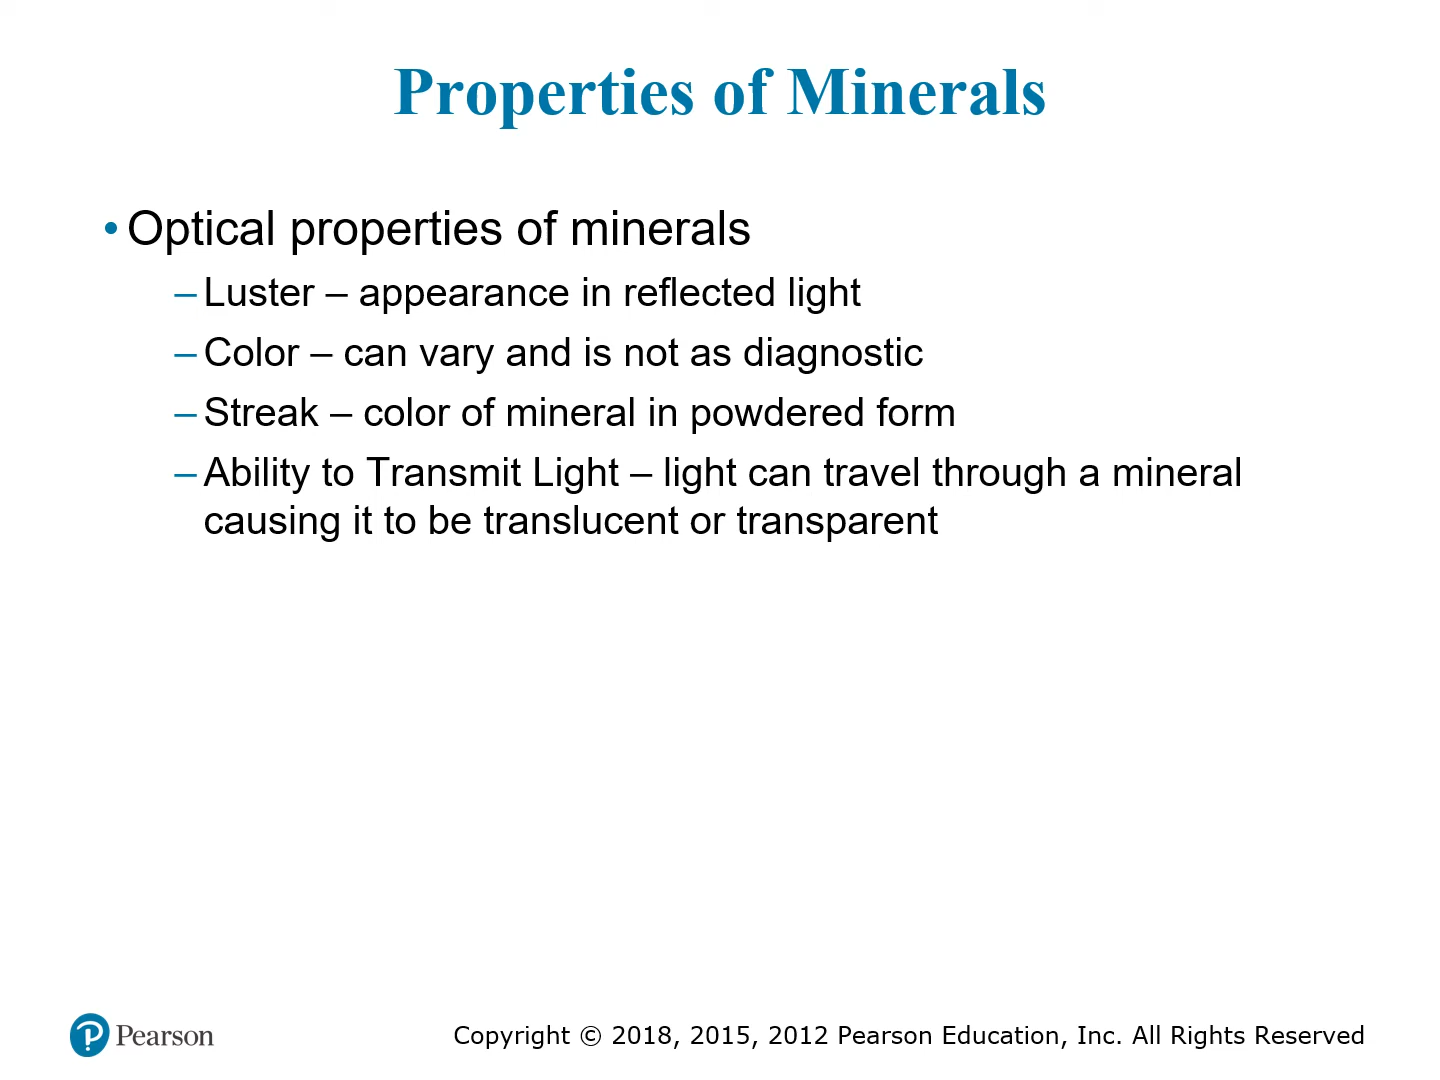 Properties of Minerals
• Optical properties of minerals
– Luster – appearance in reflected light
– Color – can vary and is not as diagnostic
– Streak – color of mineral in powdered form
– Ability to Transmit Light – light can travel through a mineral
causing it to be translucent or transparent
Pearson
Copyright © 2018, 2015, 2012 Pearson Education, Inc. All Rights Reserved